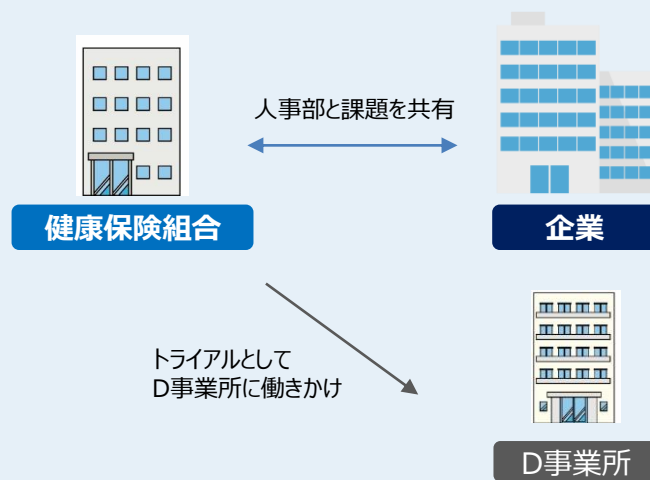 人事部と課題を共有
健康保険組合
企業
トライアルとして
D事業所に働きかけ
D事業所